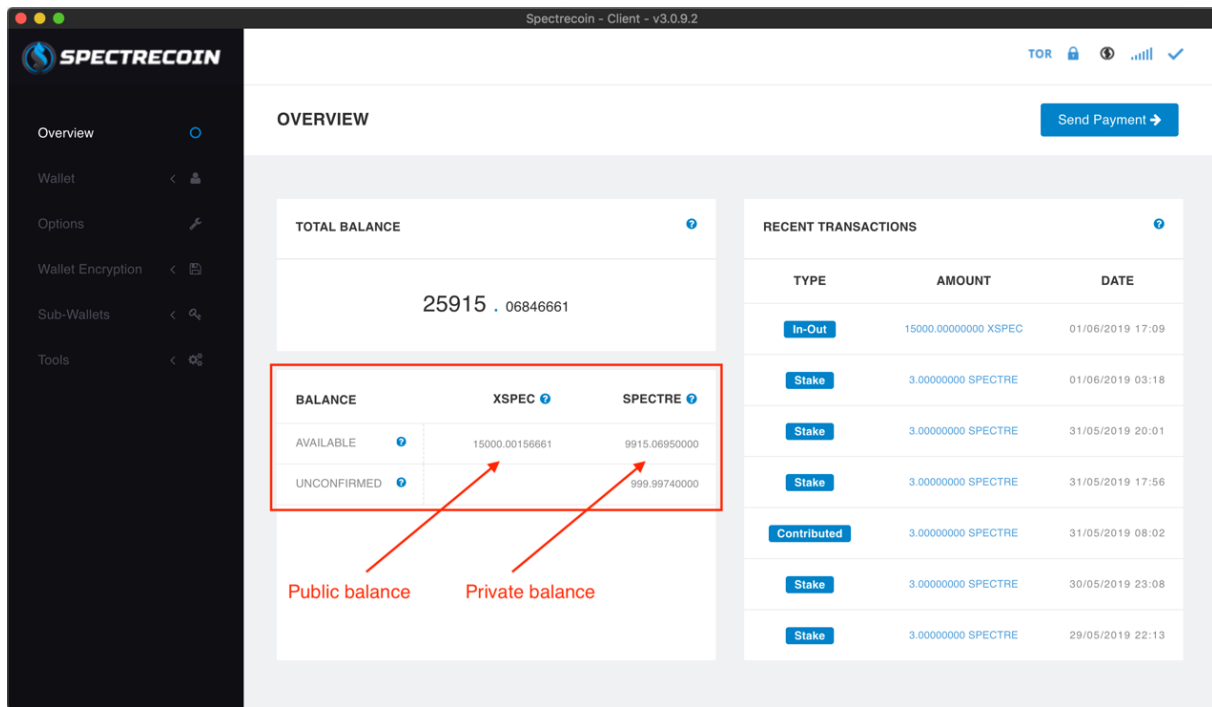 Spectrecoin - Client - v3.0.9.2
SPECTRECOIN
TOR
Overview
Wallet
Options
Wallet Encryption
Sub-Wallets
Tools
OVERVIEW
Send Payment
TOTAL BALANCE
25915 . 06846661
BALANCE XSPEC SPECTRE
AVAILABLE 15000.00156661 9915.06950000
UNCONFIRMED 999.99740000
Public balance Private balance
RECENT TRANSACTIONS
TYPE AMOUNT DATE
In-Out 15000.00000000 XSPEC 01/06/2019 17:09
Stake 3.00000000 SPECTRE 01/06/2019 03:18
Stake 3.00000000 SPECTRE 31/05/2019 20:01
Stake 3.00000000 SPECTRE 31/05/2019 17:56
Contributed 3.00000000 SPECTRE 31/05/2019 08:02
Stake 3.00000000 SPECTRE 30/05/2019 23:08
Stake 3.00000000 SPECTRE 29/05/2019 22:13